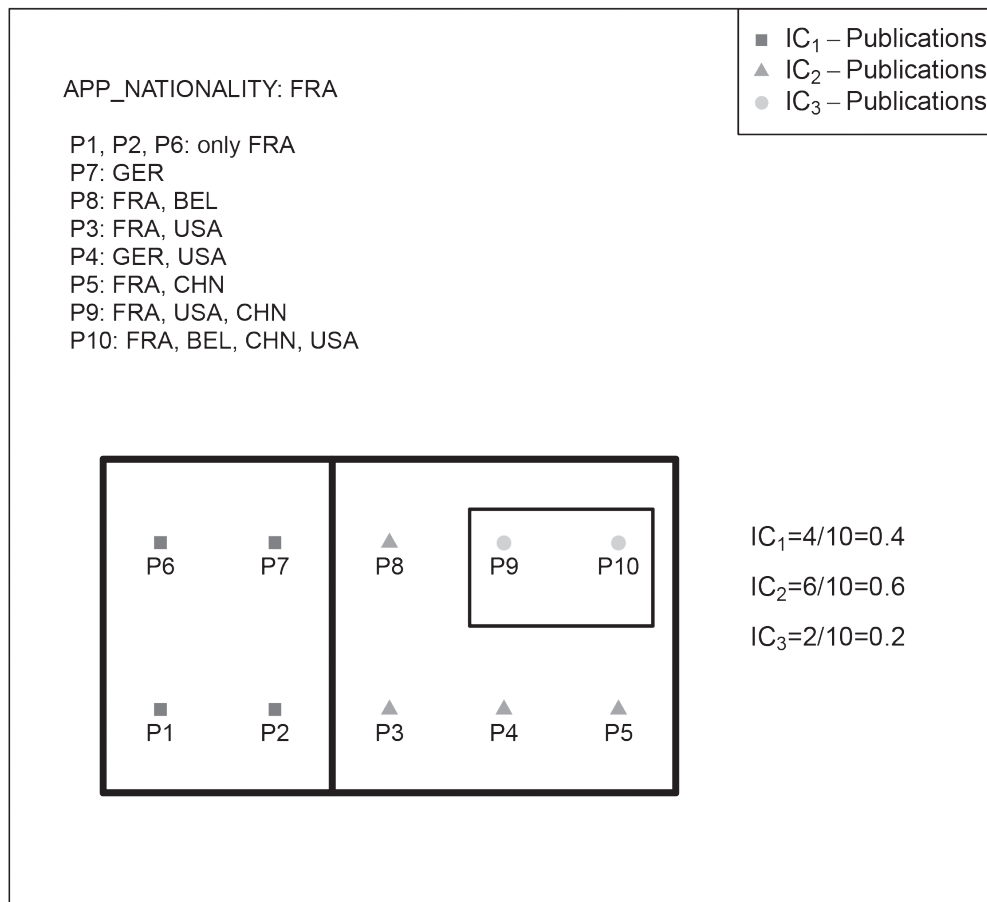 IC₁ – Publications
IC₂ – Publications
IC₃ – Publications
APP_NATIONALITY: FRA
P1, P2, P6: only FRA
P7: GER
P8: FRA, BEL
P3: FRA, USA
P4: GER, USA
P5: FRA, CHN
P9: FRA, USA, CHN
P10: FRA, BEL, CHN, USA
P6 P7 P8 P9 P10
P1 P2 P3 P4 P5
IC₁=4/10=0.4
IC₂=6/10=0.6
IC₃=2/10=0.2